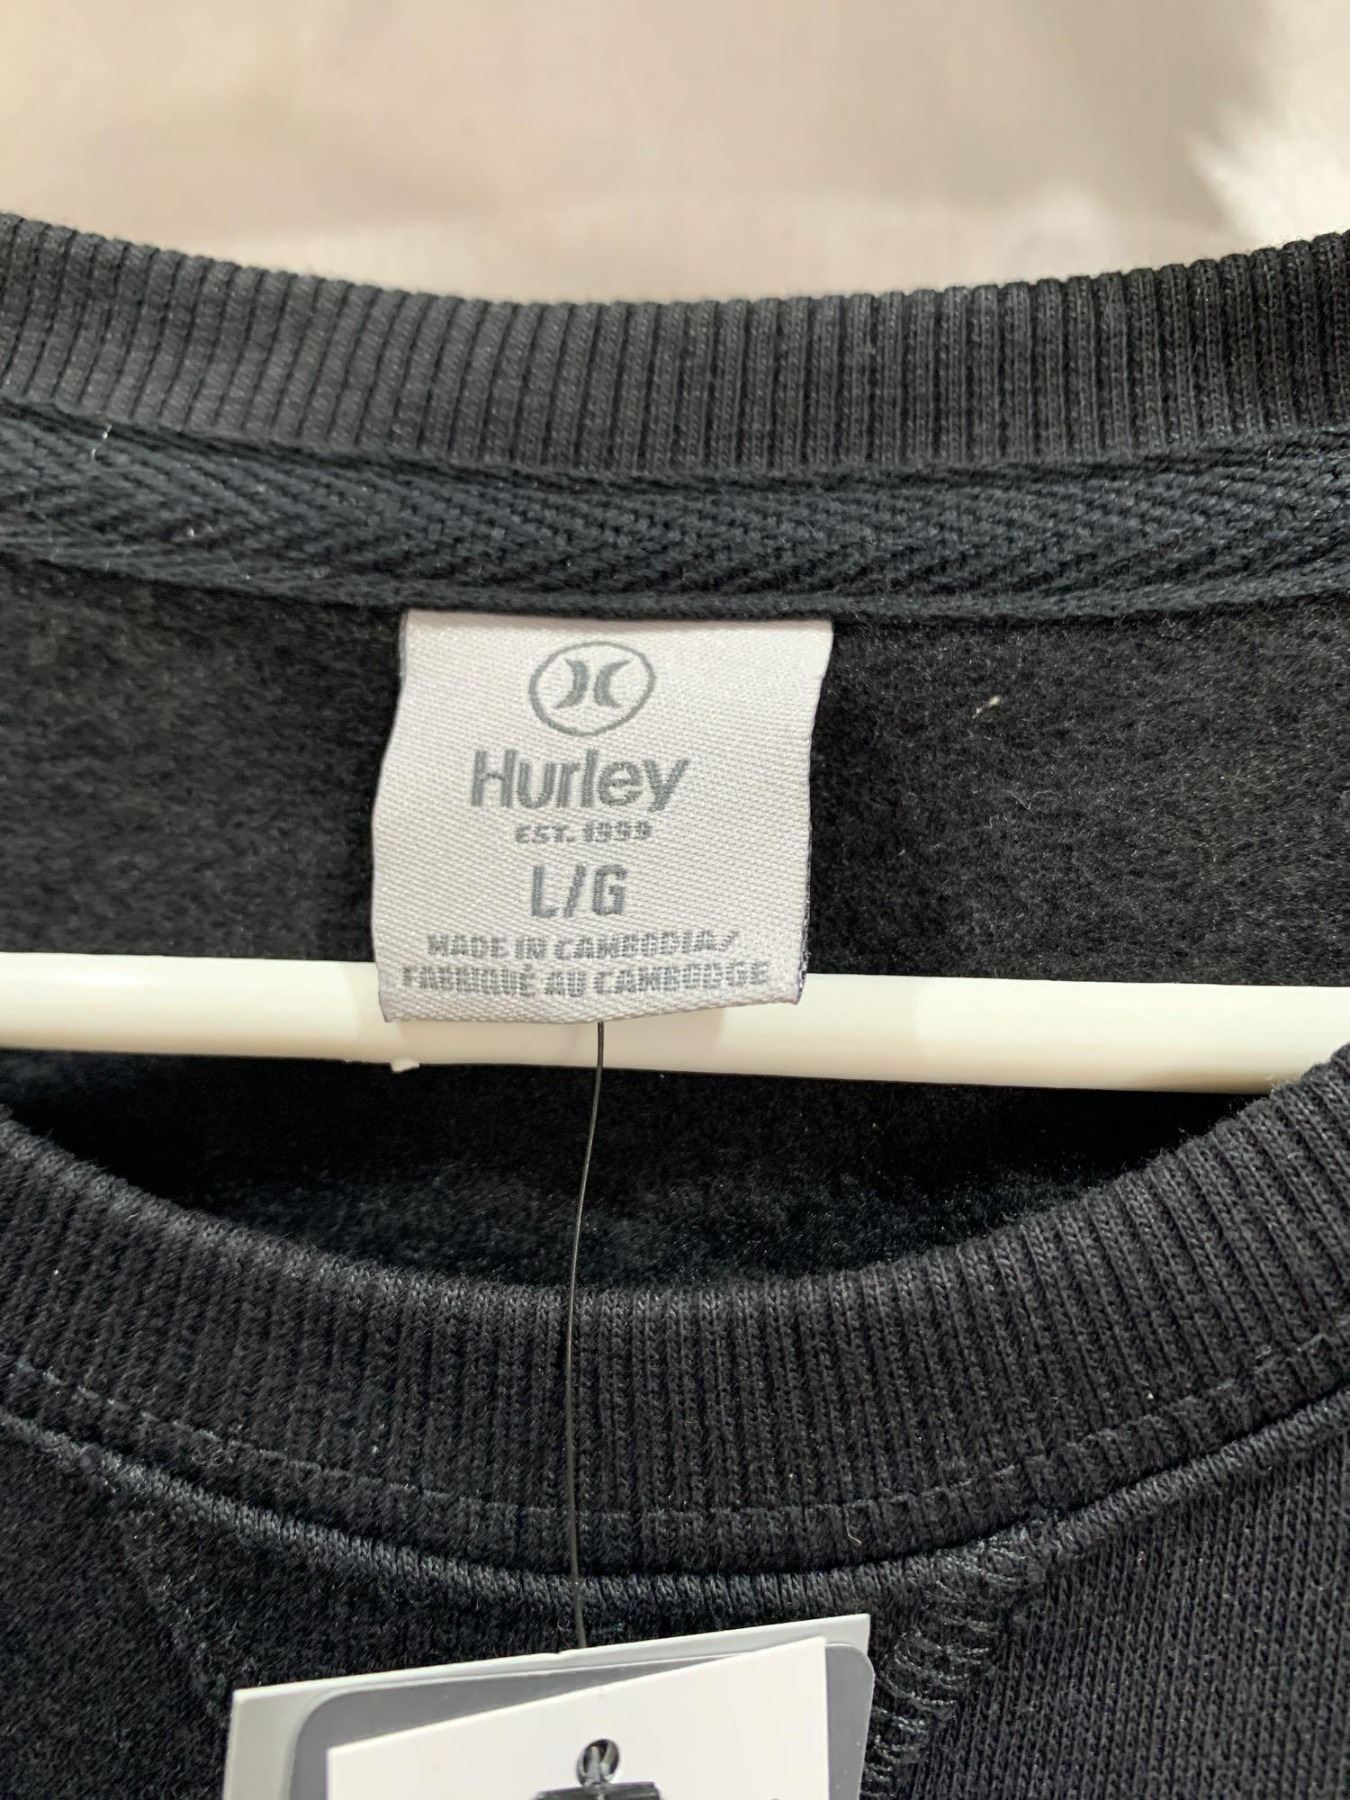 Hurley
EST. 1999
L/G
MADE IN CAMBODIA/
FABRIQUÉ AU CAMBODGE